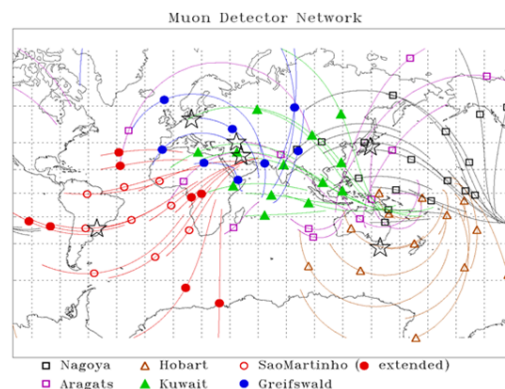 Muon Detector Network
Nagoya Hobart SaoMartinho ( extended)
Aragats Kuwait Greifswald